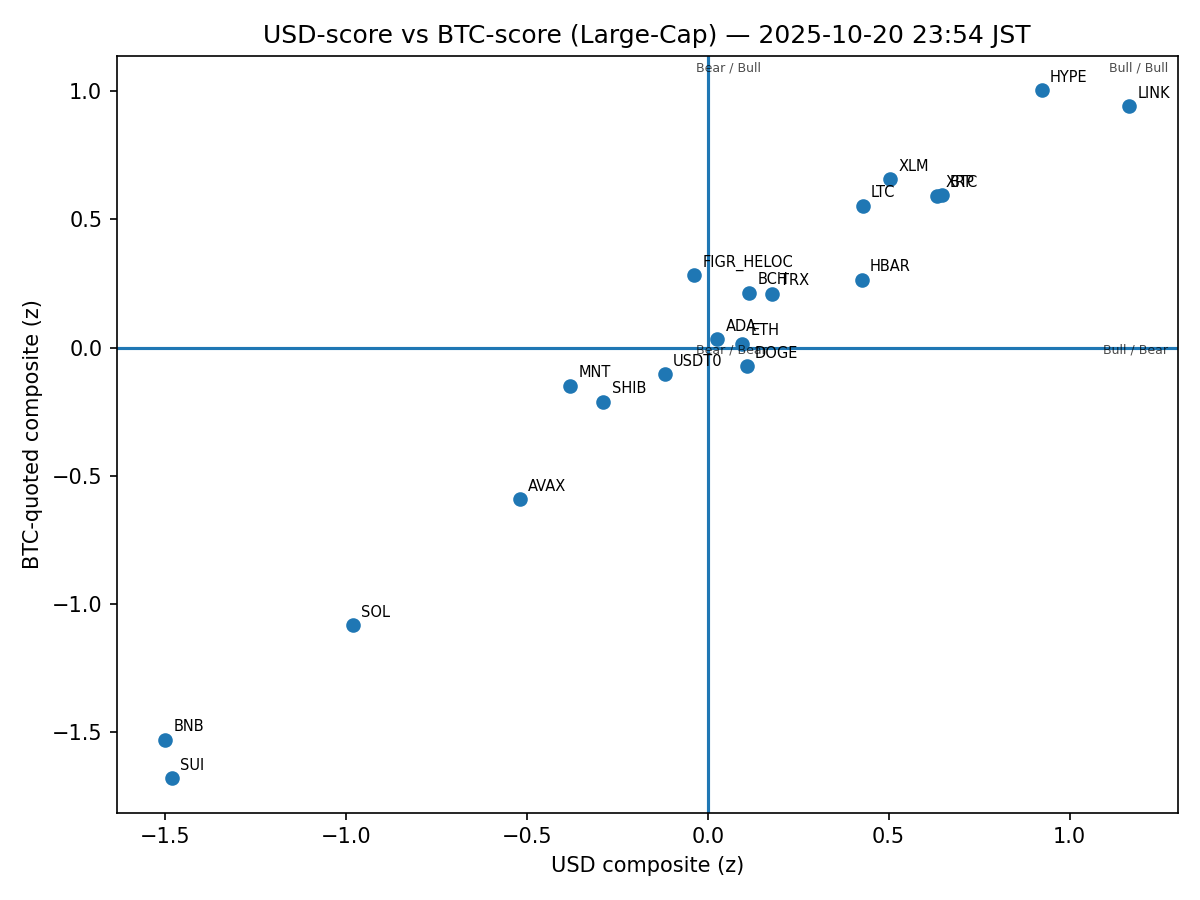 USD-score vs BTC-score (Large-Cap) — 2025-10-20 23:54 JST
Bear / Bull
Bull / Bull
HYPE
LINK
XLM
XRP
BTC
LTC
FIGR_HELOC
HBAR
BCH
TRX
ADA
ETH
Bear / Bear
DOGE
Bull / Bear
USDT0
MNT
SHIB
AVAX
SOL
BNB
SUI
1.0
0.5
0.0
−0.5
−1.0
−1.5
BTC-quoted composite (z)
−1.5
−1.0
−0.5
0.0
0.5
1.0
USD composite (z)